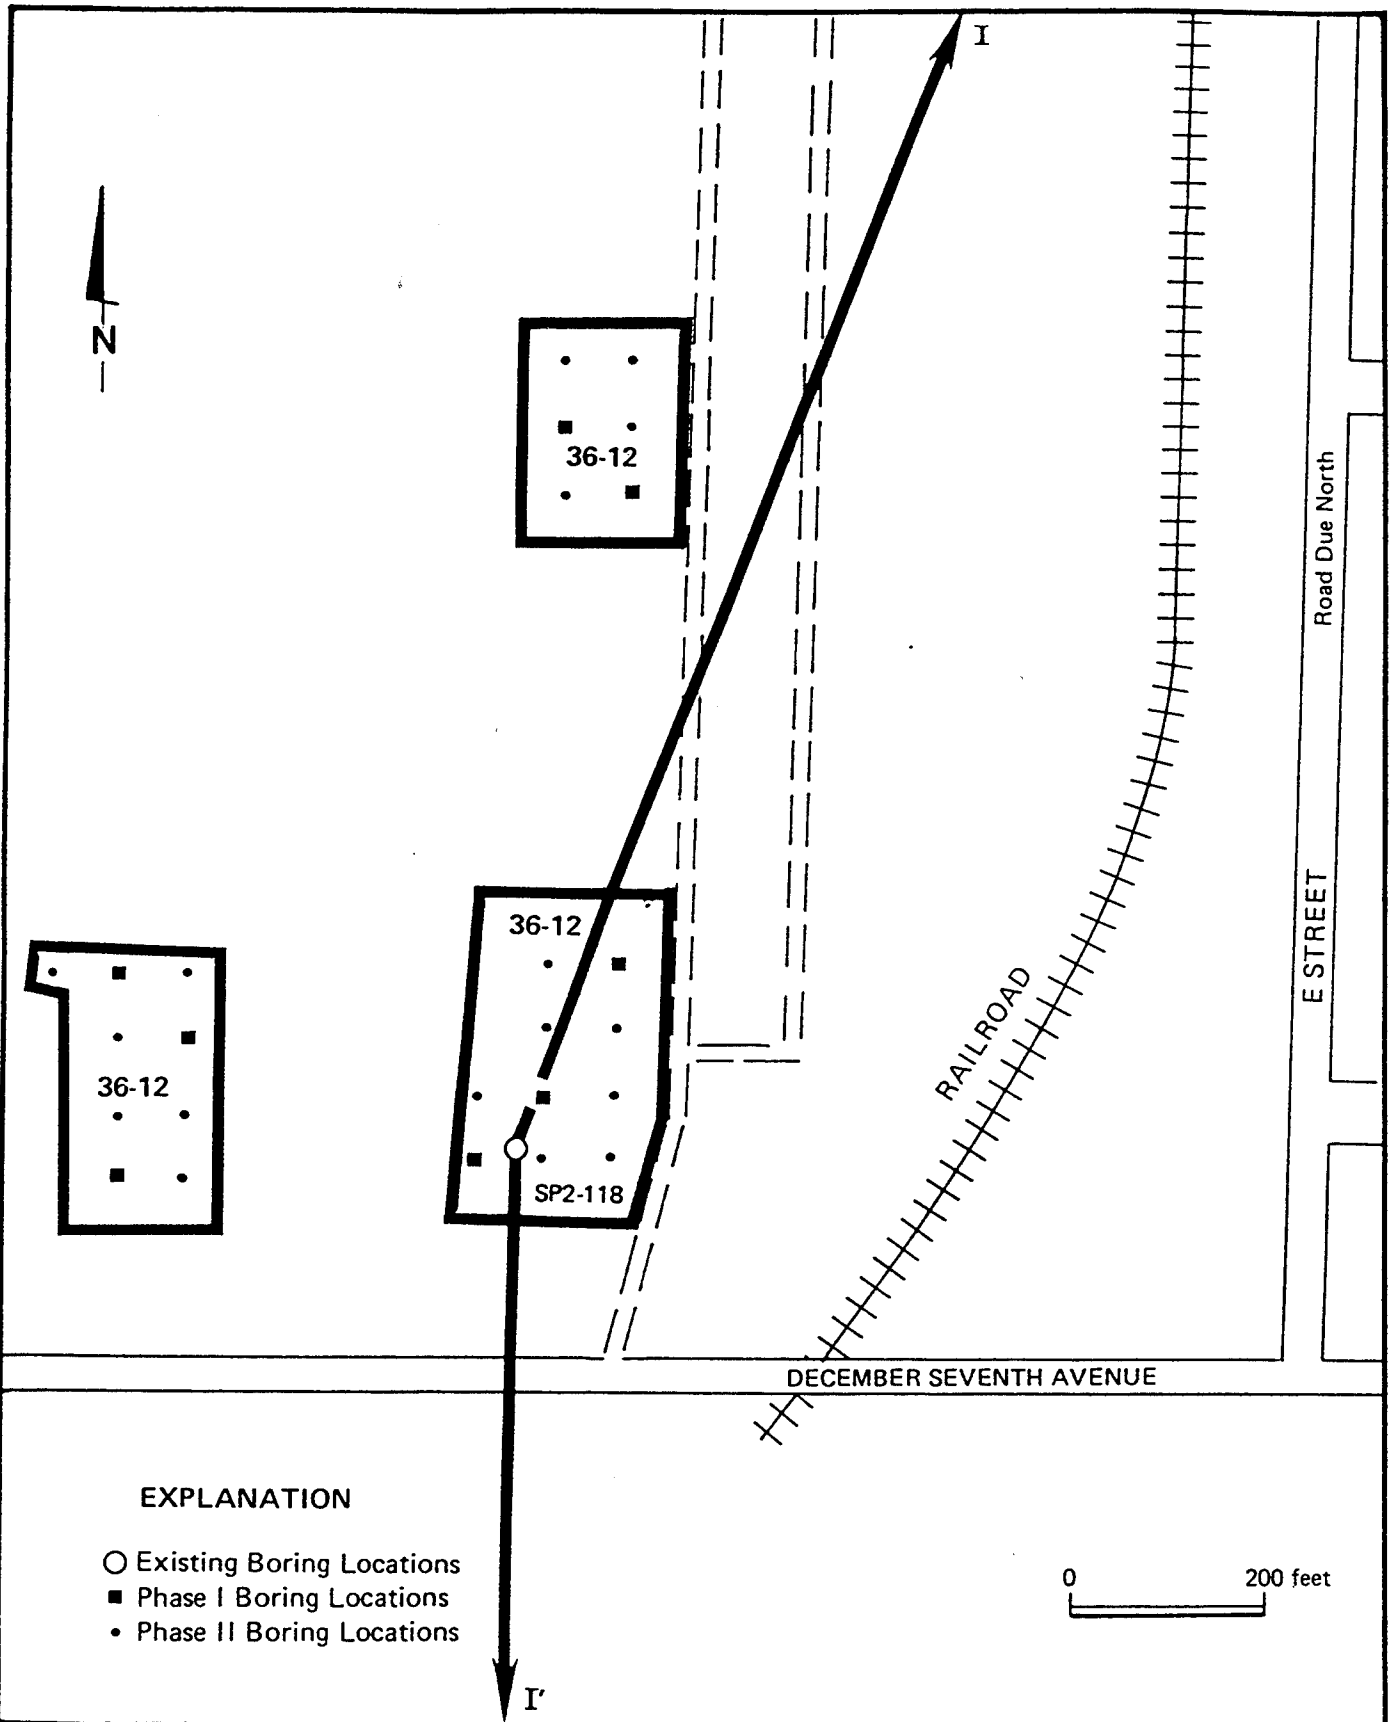 I
N
36-12
Road Due North
36-12
E STREET
RAILROAD
36-12
SP2-118
DECEMBER SEVENTH AVENUE
EXPLANATION
Existing Boring Locations
Phase I Boring Locations
Phase II Boring Locations
0 200 feet
I'